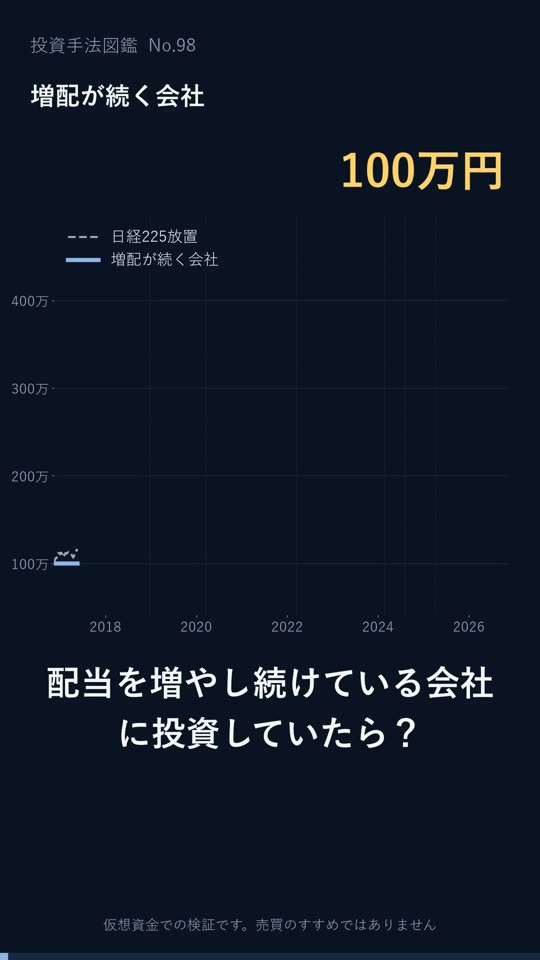 投資手法図鑑 No.98
増配が続く会社
100万円
日経225放置
増配が続く会社
400万
300万
200万
100万
2018 2020 2022 2024 2026
配当を増やし続けている会社
に投資していたら？
仮想資金での検証です。売買のすすめではありません